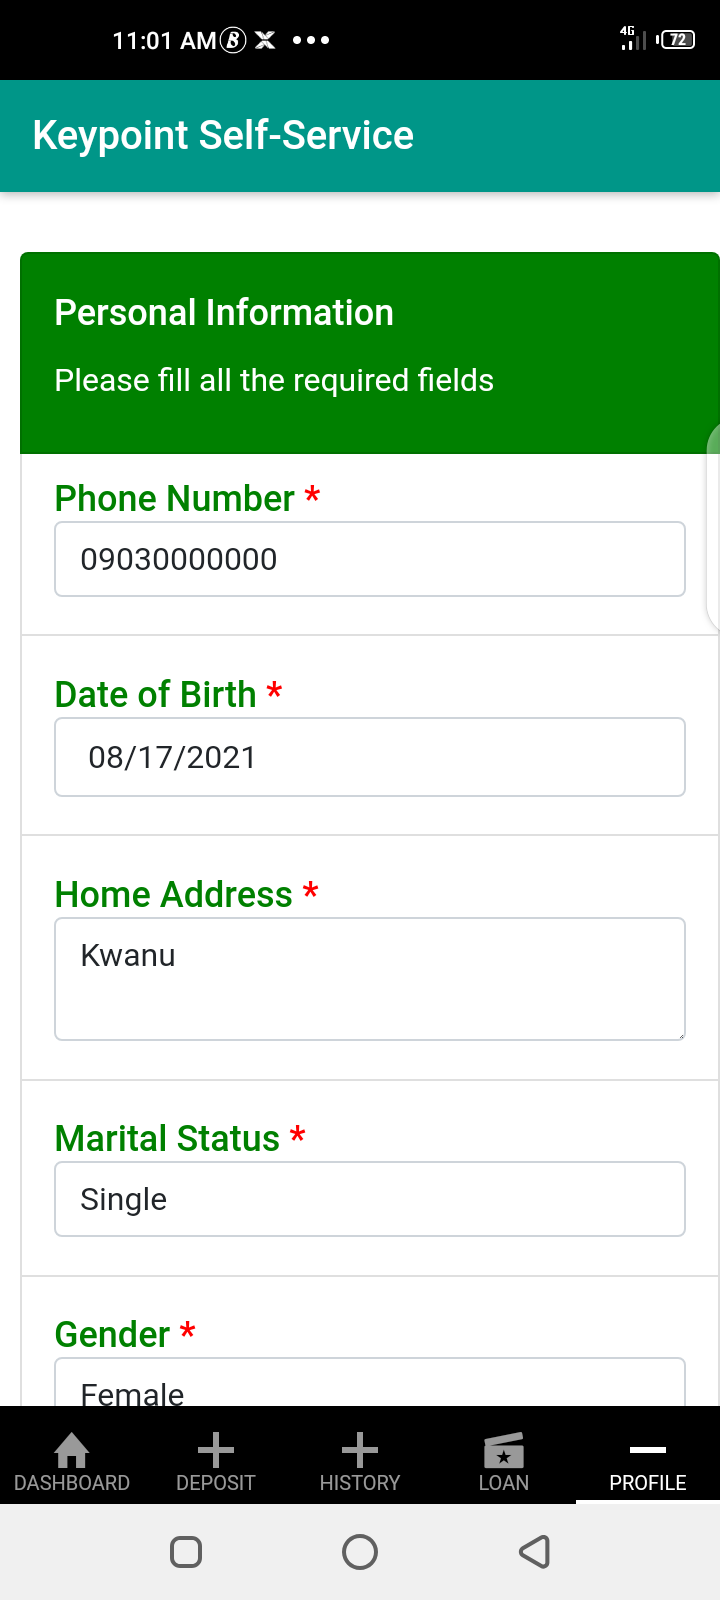 11:01 AM
4G
72
Keypoint Self-Service
Personal Information
Please fill all the required fields
Phone Number *
09030000000
Date of Birth *
08/17/2021
Home Address *
Kwanu
Marital Status *
Single
Gender *
Female
DASHBOARD DEPOSIT HISTORY LOAN PROFILE